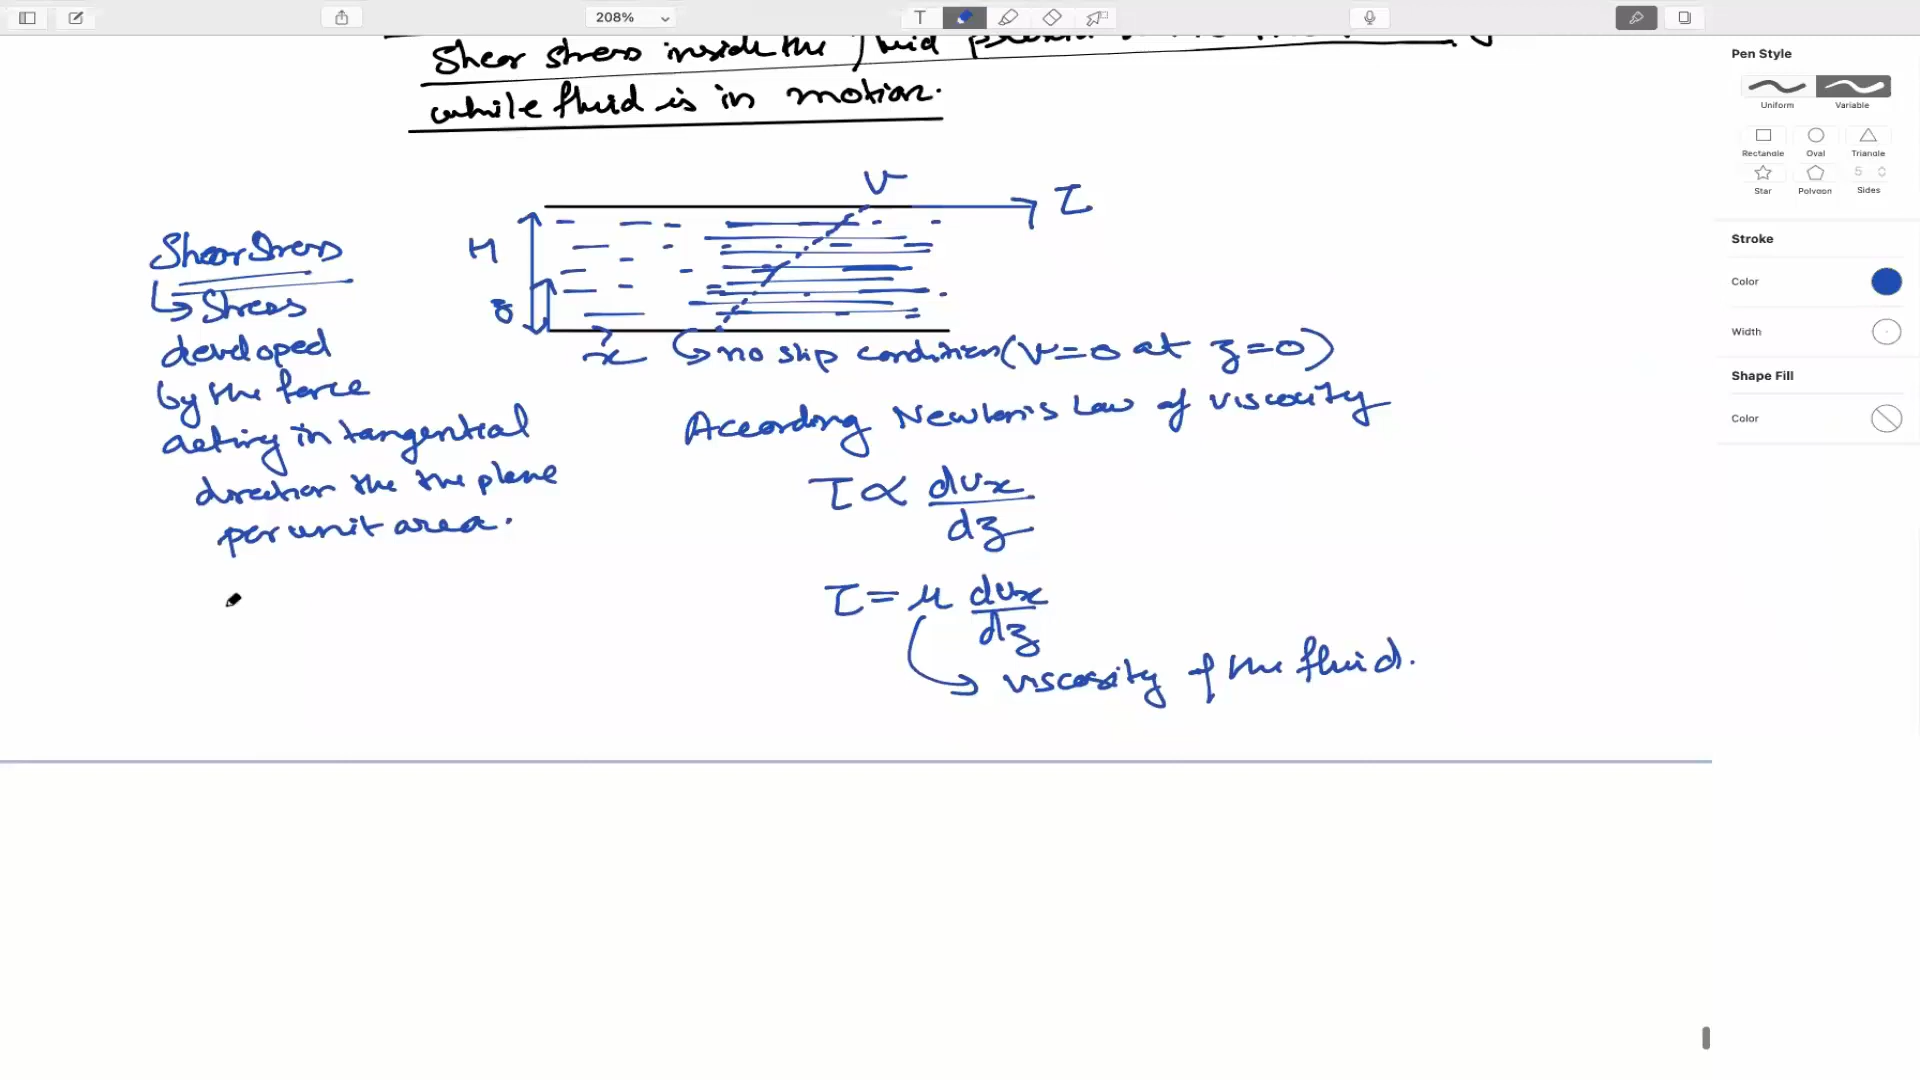 208%
T
Shear stress inside the fluid
while fluid is in motion.
V
τ
H
z
x
Shear Stress
↳ Stress
developed
by the force
acting in tangential
direction the the plane
per unit area.
↳ no slip condition (v=0 at z=0)
According Newton's Law of viscosity
τ ∝ dvx/dz
τ = μ dvx/dz
→ viscosity of the fluid.
Pen Style
Uniform Variable
Rectangle Oval Triangle
5
Star Polygon Sides
Stroke
Color
Width
Shape Fill
Color